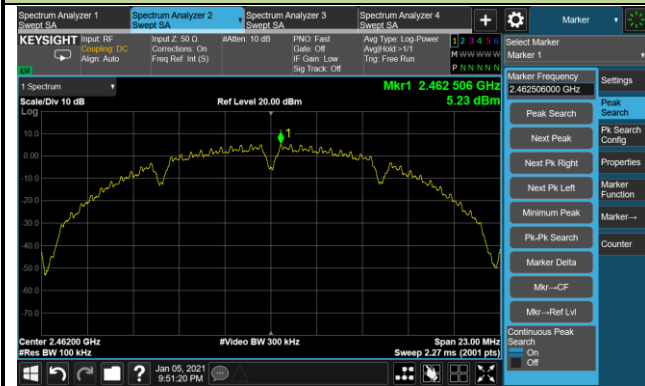 Spectrum Analyzer 1
Swept SA
Spectrum Analyzer 2
Swept SA
Spectrum Analyzer 3
Swept SA
Spectrum Analyzer 4
Swept SA
+
Marker
KEYSIGHT
Input: RF
Coupling: DC
Align: Auto
Input Z: 50 Ω
Corrections: On
Freq Ref: Int (S)
#Atten: 10 dB
PNO: Fast
Gate: Off
IF Gain: Low
Sig Track: Off
Avg Type: Log-Power
Avg|Hold:>1/1
Trig: Free Run
1 2 3 4 5 6
M W W W W W
P N N N N N
Select Marker
Marker 1
1 Spectrum
Scale/Div 10 dB
Log
Ref Level 20.00 dBm
Mkr1 2.462 506 GHz
5.23 dBm
1
10.0
0.00
-10.0
-20.0
-30.0
-40.0
-50.0
-60.0
-70.0
Center 2.46200 GHz
#Res BW 100 kHz
#Video BW 300 kHz
Span 23.00 MHz
Sweep 2.27 ms (2001 pts)
Marker Frequency
2.462506000 GHz
Peak Search
Next Peak
Next Pk Right
Next Pk Left
Minimum Peak
Pk-Pk Search
Marker Delta
Mkr→CF
Mkr→Ref Lvl
Continuous Peak
Search
On
Off
Settings
Peak
Search
Pk Search
Config
Properties
Marker
Function
Marker→
Counter
?
Jan 05, 2021
9:51:20 PM